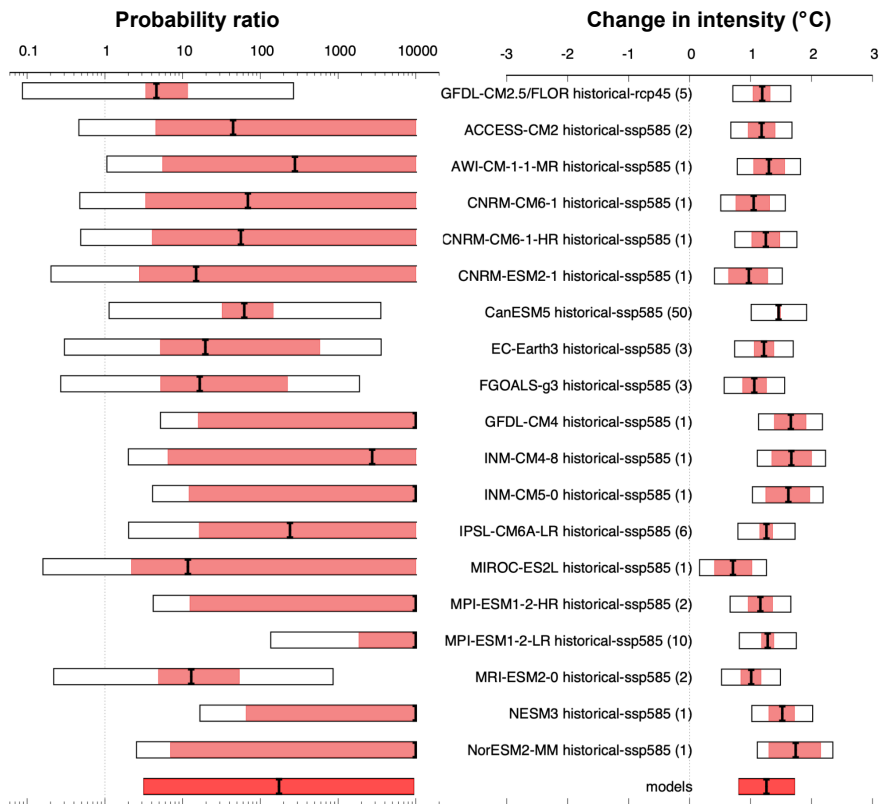 Probability ratio
Change in intensity (°C)
0.1 1 10 100 1000 10000
-3 -2 -1 0 1 2 3
GFDL-CM2.5/FLOR historical-rcp45 (5)
ACCESS-CM2 historical-ssp585 (2)
AWI-CM-1-1-MR historical-ssp585 (1)
CNRM-CM6-1 historical-ssp585 (1)
CNRM-CM6-1-HR historical-ssp585 (1)
CNRM-ESM2-1 historical-ssp585 (1)
CanESM5 historical-ssp585 (50)
EC-Earth3 historical-ssp585 (3)
FGOALS-g3 historical-ssp585 (3)
GFDL-CM4 historical-ssp585 (1)
INM-CM4-8 historical-ssp585 (1)
INM-CM5-0 historical-ssp585 (1)
IPSL-CM6A-LR historical-ssp585 (6)
MIROC-ES2L historical-ssp585 (1)
MPI-ESM1-2-HR historical-ssp585 (2)
MPI-ESM1-2-LR historical-ssp585 (10)
MRI-ESM2-0 historical-ssp585 (2)
NESM3 historical-ssp585 (1)
NorESM2-MM historical-ssp585 (1)
models